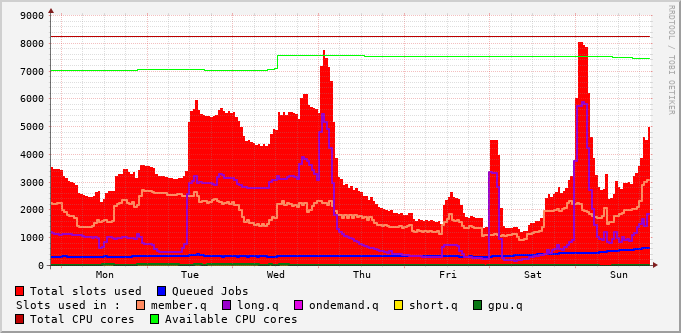 RRDTOOL / TOBI OETIKER
9000
8000
7000
6000
5000
4000
3000
2000
1000
0
Mon Tue Wed Thu Fri Sat Sun
Total slots used Queued Jobs
Slots used in : member.q long.q ondemand.q short.q gpu.q
Total CPU cores Available CPU cores